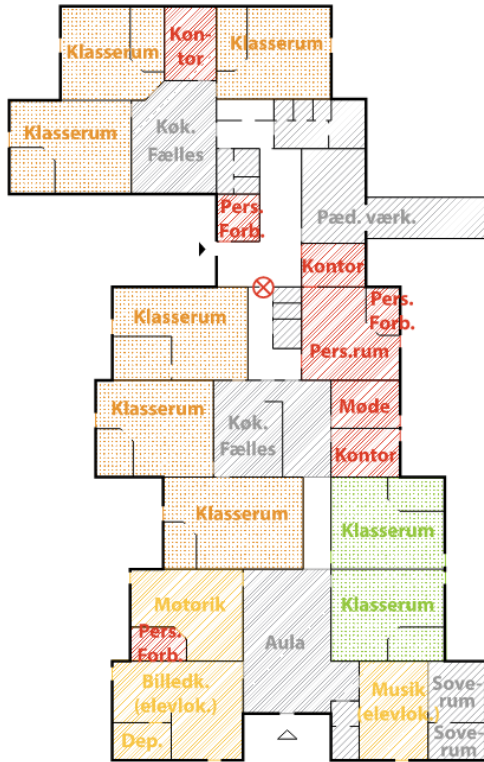 Klasserum
Kon-
tor
Klasserum
Klasserum
Køk.
Fælles
Pers.
Forb.
Pæd. værk.
Kontor
Klasserum
Pers.
Forb.
Pers.rum
Klasserum
Køk.
Fælles
Møde
Kontor
Klasserum
Klasserum
Motorik
Pers.
Forb.
Aula
Klasserum
Billedk.
(elevlok.)
Dep.
Musik
(elevlok.)
Sove-
rum
Sove-
rum